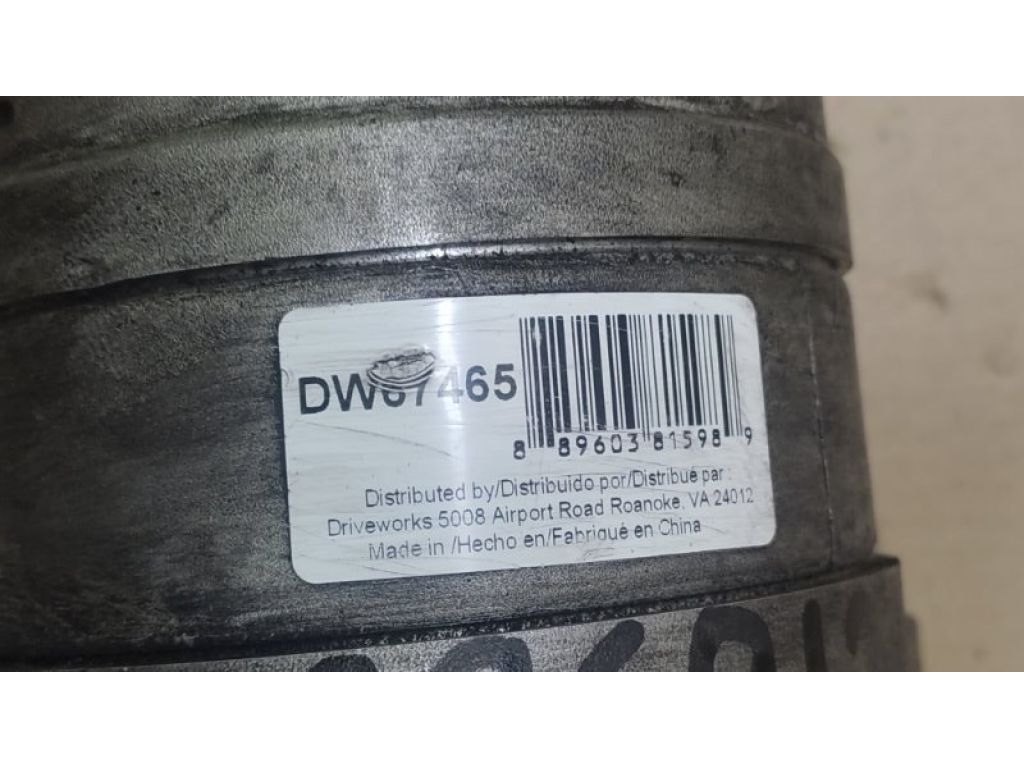 DW67465
8 89603 81598 9
Distributed by/Distribuido por/Distribué par :
Driveworks 5008 Airport Road Roanoke, VA 24012
Made in /Hecho en/Fabriqué en China